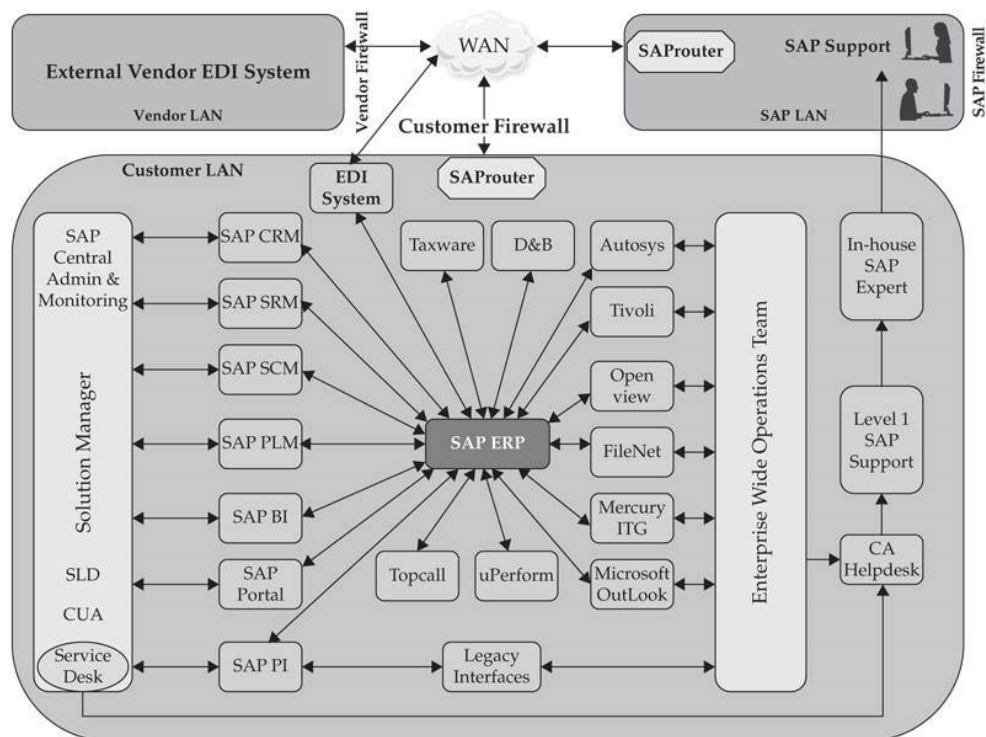 External Vendor EDI System
Vendor LAN
Vendor Firewall
WAN
SAProuter
SAP Support
SAP LAN
SAP Firewall
Customer Firewall
Customer LAN
EDI
System
SAProuter
SAP
Central
Admin &
Monitoring
Solution Manager
SLD
CUA
Service
Desk
SAP CRM
SAP SRM
SAP SCM
SAP PLM
SAP BI
SAP
Portal
SAP PI
Taxware
D&B
SAP ERP
Topcall
uPerform
Legacy
Interfaces
Autosys
Tivoli
Open
view
FileNet
Mercury
ITG
Microsoft
OutLook
Enterprise Wide Operations Team
In-house
SAP
Expert
Level 1
SAP
Support
CA
Helpdesk